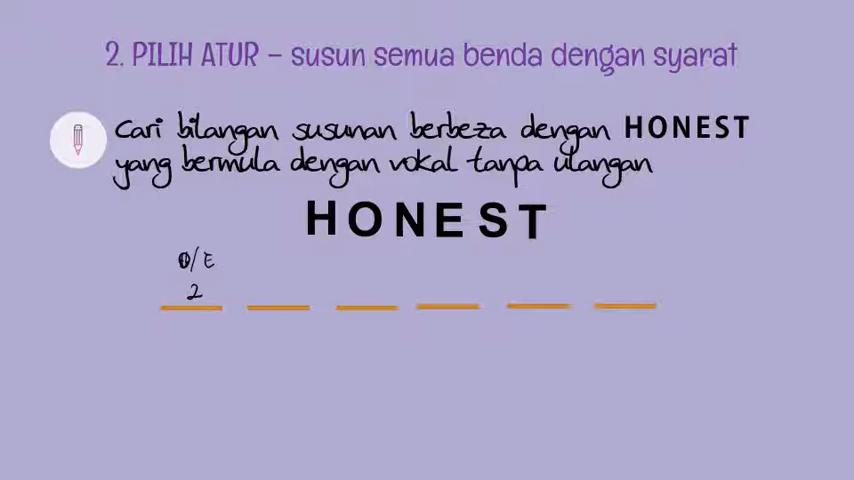 2. PILIH ATUR – susun semua benda dengan syarat
Cari bilangan susunan berbeza dengan HONEST
yang bermula dengan vokal tanpa ulangan
HONEST
O/E
2